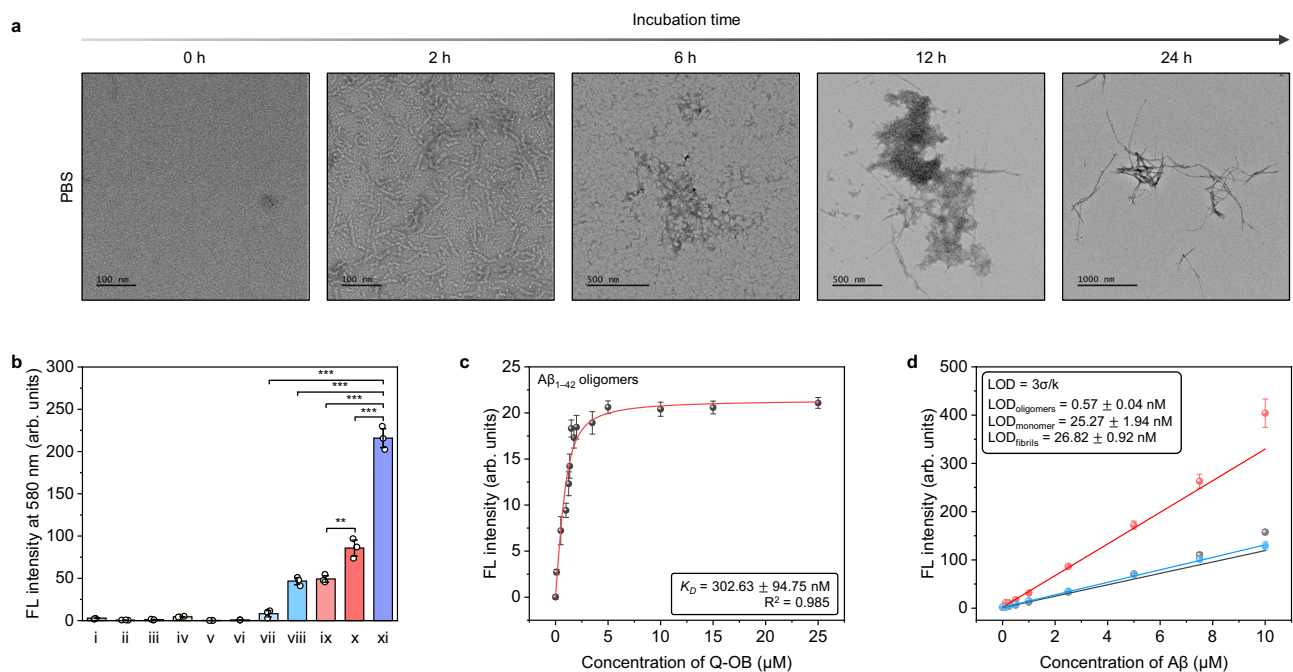 a
Incubation time
0 h
2 h
6 h
12 h
24 h
PBS
100 nm
100 nm
500 nm
500 nm
1000 nm
b
FL intensity at 580 nm (arb. units)
300
250
200
150
100
50
0
***
***
***
***
**
i
ii
iii
iv
v
vi
vii
viii
ix
x
xi
c
FL intensity (arb. units)
25
20
15
10
5
0
Aβ₁₋₄₂ oligomers
K_D = 302.63 ± 94.75 nM
R² = 0.985
0
5
10
15
20
25
Concentration of Q-OB (μM)
d
FL intensity (arb. units)
500
400
300
200
100
0
LOD = 3σ/k
LOD_oligomers = 0.57 ± 0.04 nM
LOD_monomer = 25.27 ± 1.94 nM
LOD_fibrils = 26.82 ± 0.92 nM
0
2
4
6
8
10
Concentration of Aβ (μM)